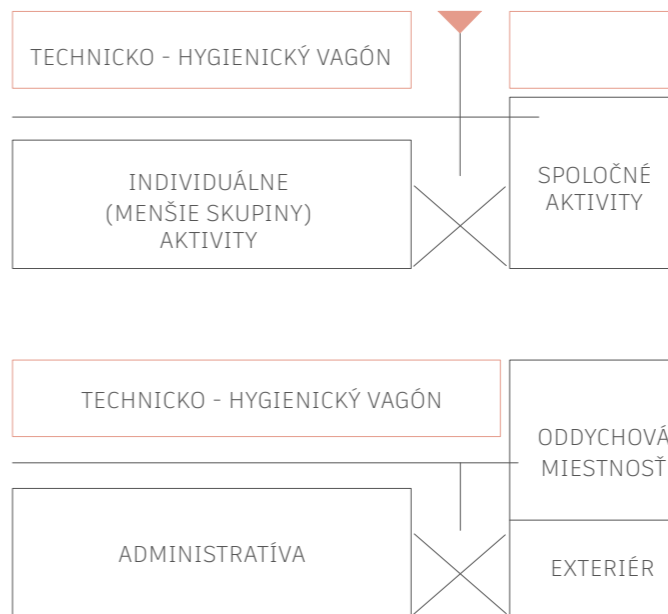 TECHNICKO - HYGIENICKÝ VAGÓN
INDIVIDUÁLNE
(MENŠIE SKUPINY)
AKTIVITY
SPOLOČNÉ
AKTIVITY
TECHNICKO - HYGIENICKÝ VAGÓN
ODDYCHOVÁ
MIESTNOSŤ
ADMINISTRATÍVA
EXTERIÉR